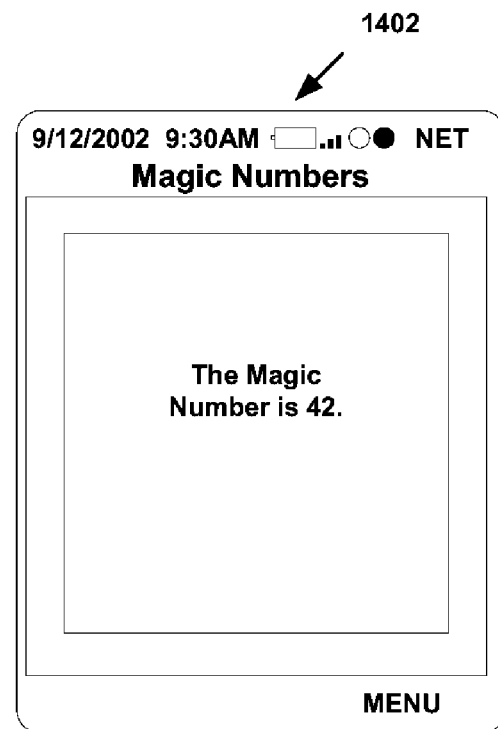 1402
9/12/2002 9:30AM NET
Magic Numbers
The Magic
Number is 42.
MENU